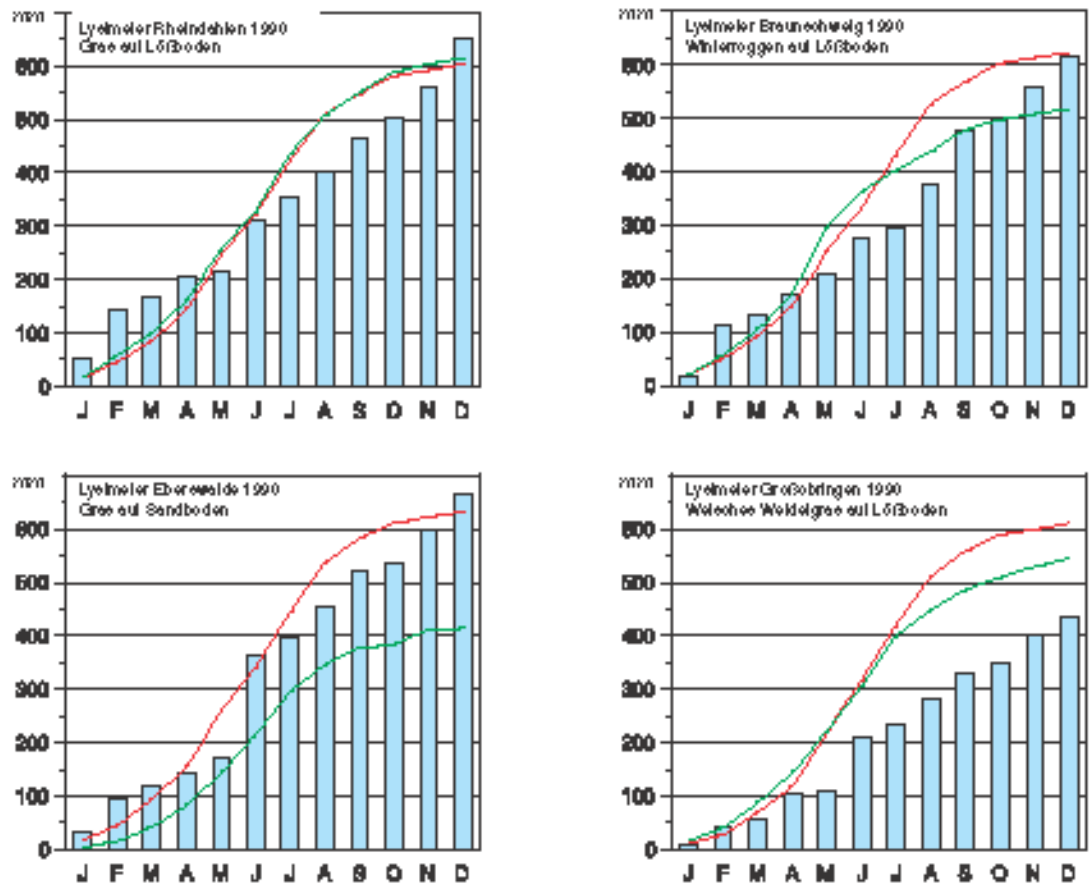 Lysimeter Rheindahlen 1990
Gras auf Lößboden
600
500
400
300
200
100
0
J F M A M J J A S O N D
Lysimeter Braunschweig 1990
Winterroggen auf Lößboden
600
500
400
300
200
100
0
J F M A M J J A S O N D
Lysimeter Eberswalde 1990
Gras auf Sandboden
600
500
400
300
200
100
0
J F M A M J J A S O N D
Lysimeter Großobringen 1990
Welsches Weidelgras auf Lößboden
600
500
400
300
200
100
0
J F M A M J J A S O N D